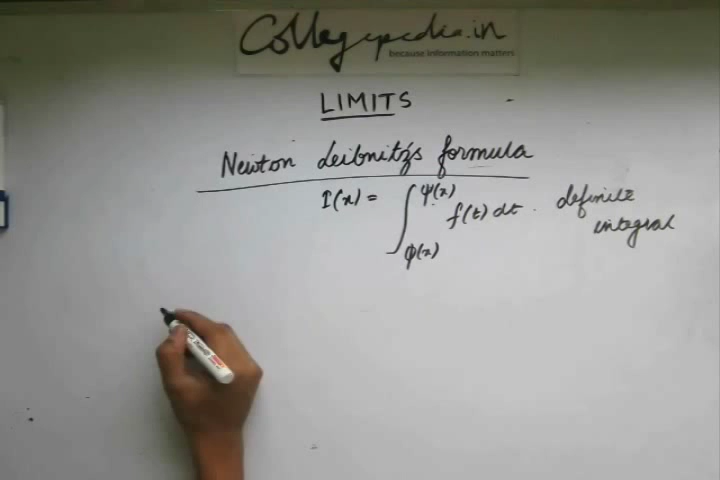 Collegepedia.in
because information matters
LIMITS
Newton Leibnitz's formula
I(x) = ∫_{φ(x)}^{ψ(x)} f(t) dt. definite
integral